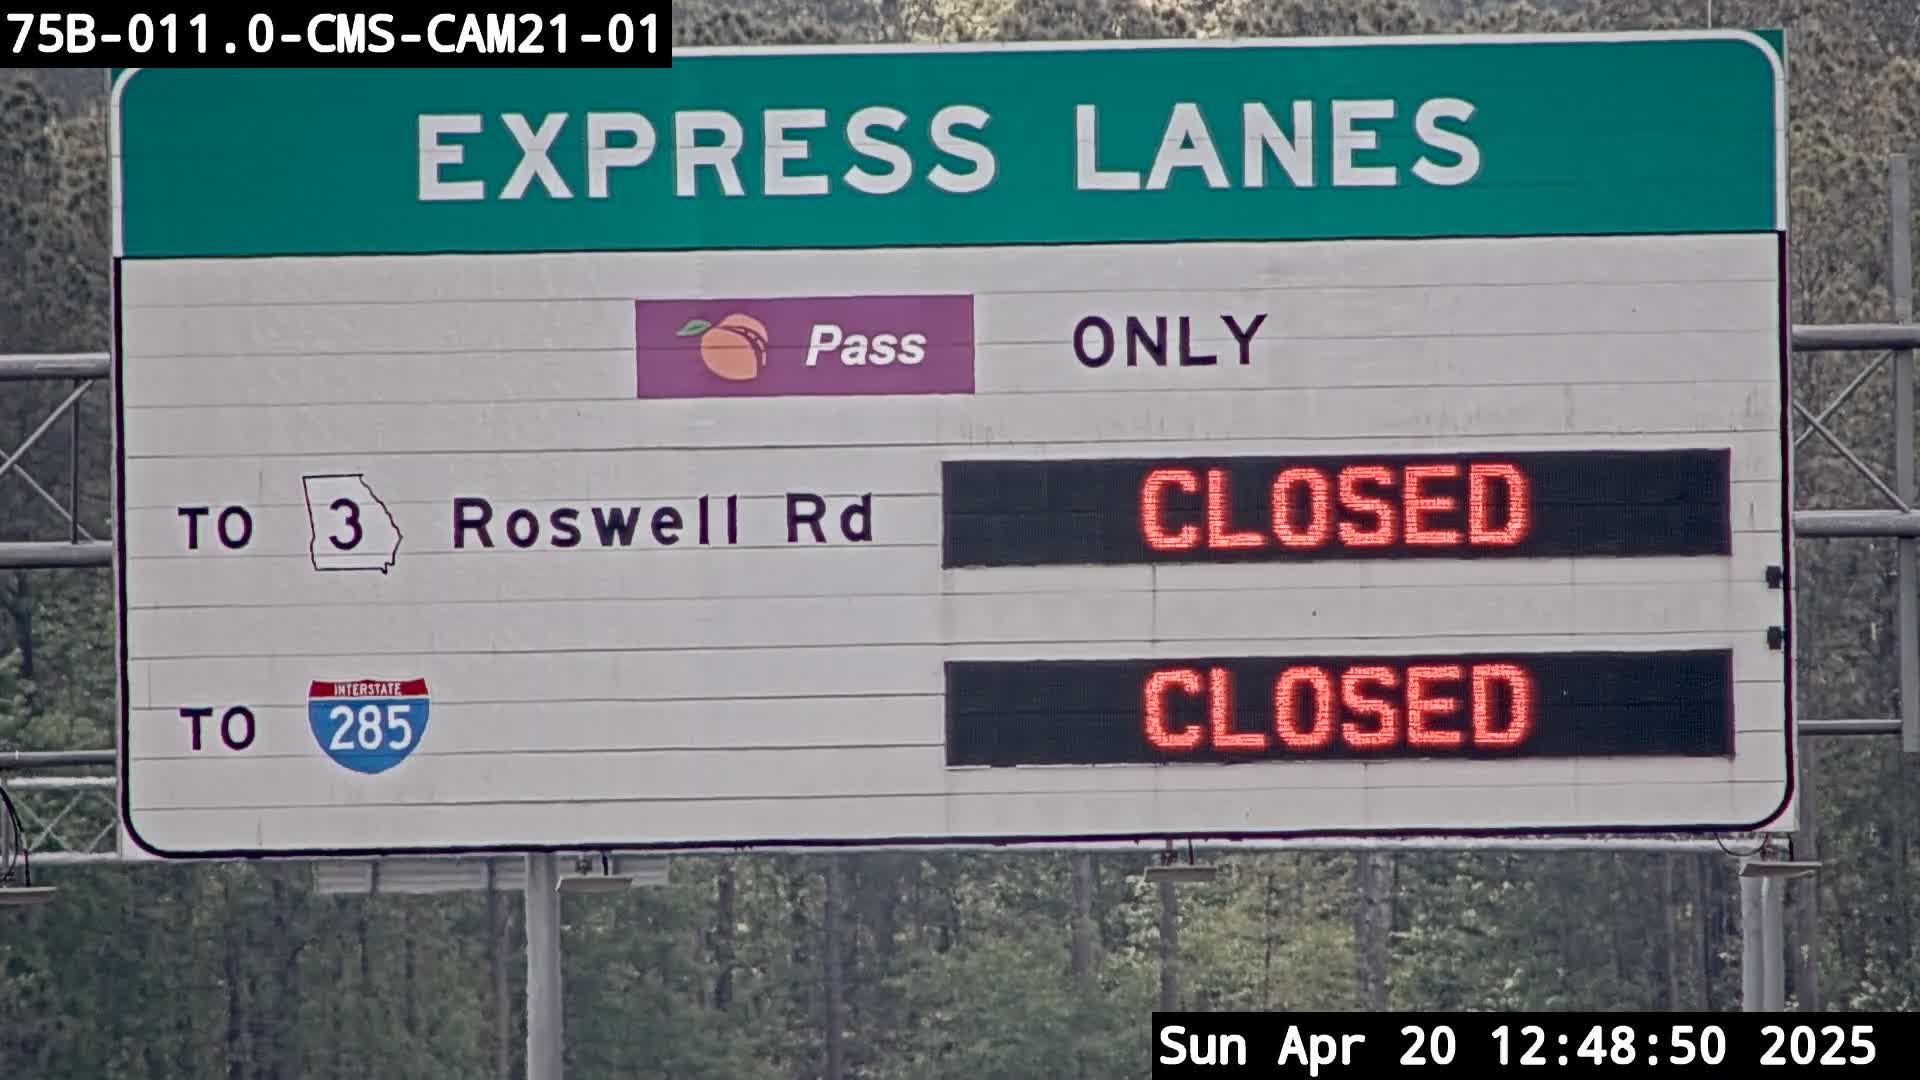 75B-011.0-CMS-CAM21-01
EXPRESS LANES
Pass ONLY
TO 3 Roswell Rd CLOSED
INTERSTATE
TO 285 CLOSED
Sun Apr 20 12:48:50 2025